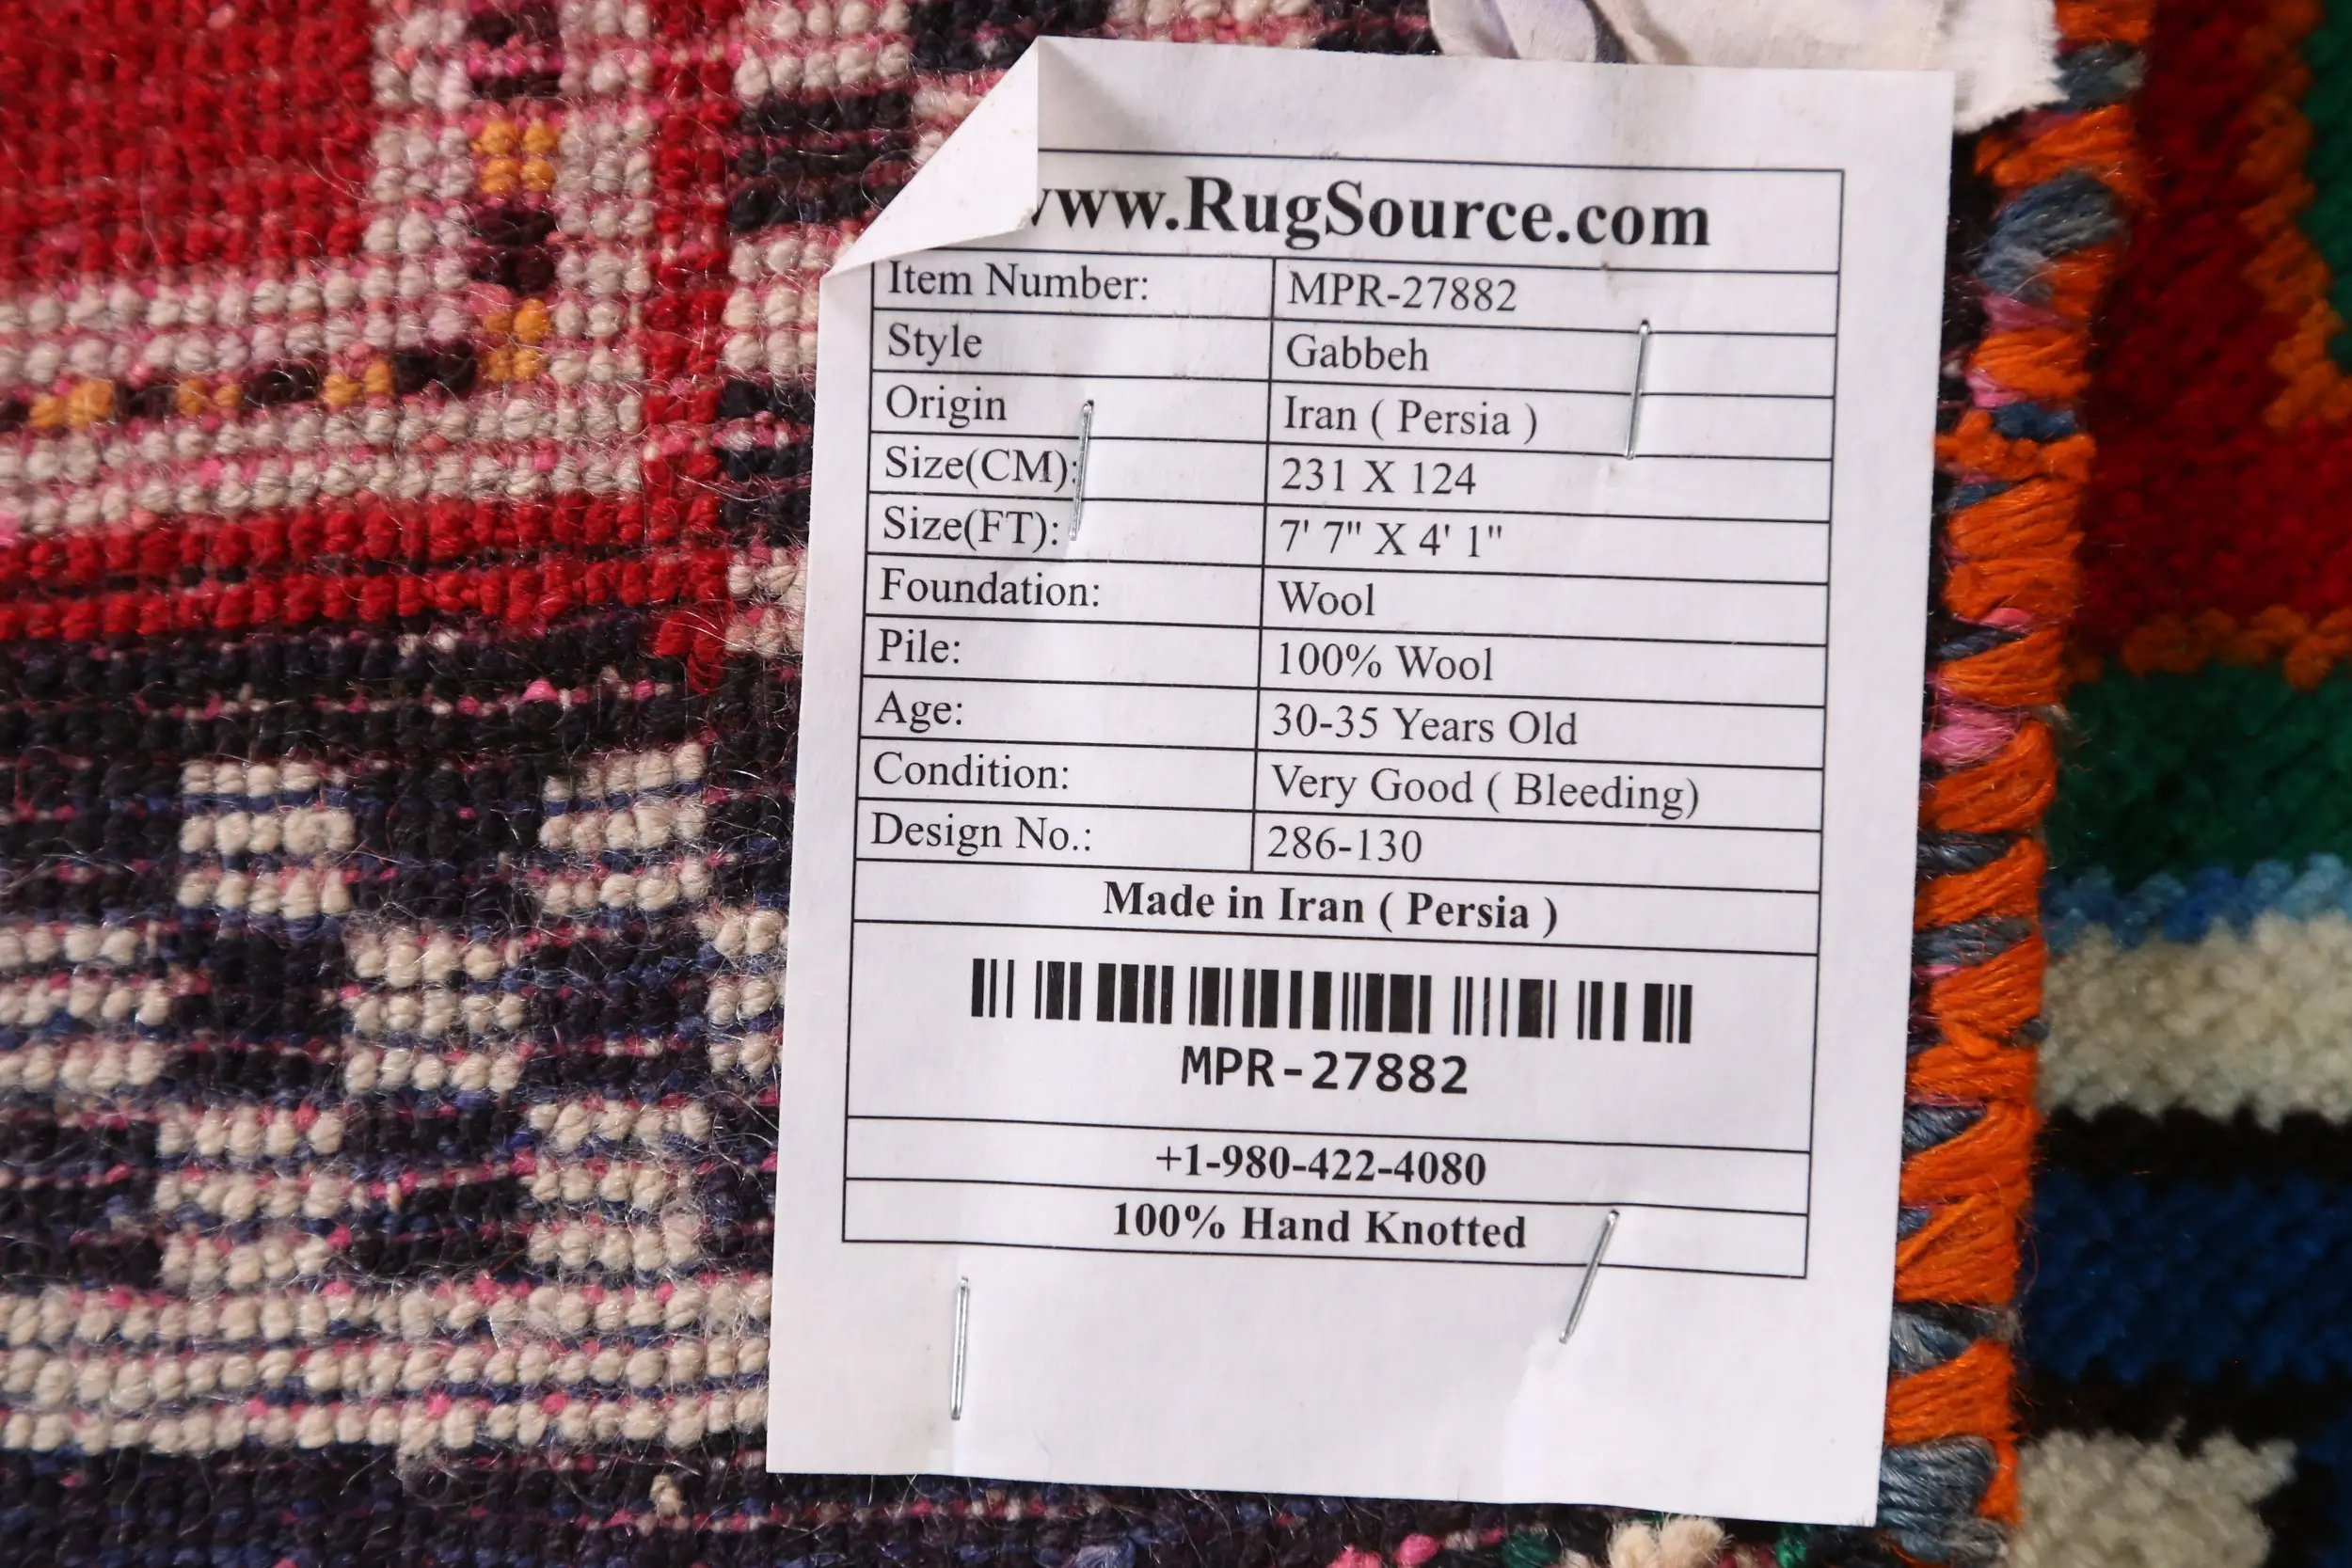 www.RugSource.com
Item Number: MPR-27882
Style Gabbeh
Origin Iran ( Persia )
Size(CM): 231 X 124
Size(FT): 7' 7" X 4' 1"
Foundation: Wool
Pile: 100% Wool
Age: 30-35 Years Old
Condition: Very Good ( Bleeding)
Design No.: 286-130
Made in Iran ( Persia )
MPR-27882
+1-980-422-4080
100% Hand Knotted